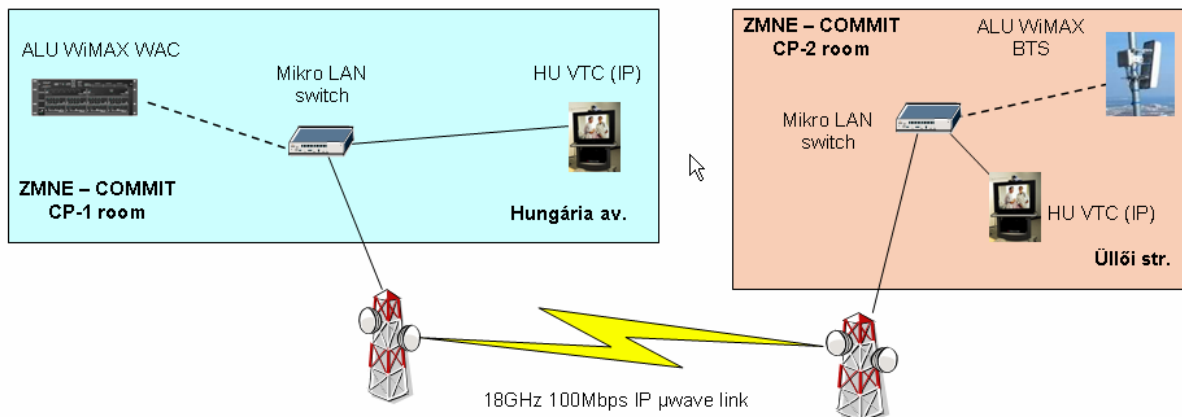 ALU WiMAX WAC
Mikro LAN
switch
HU VTC (IP)
ZMNE – COMMIT
CP-1 room
Hungária av.
ZMNE – COMMIT
CP-2 room
ALU WiMAX
BTS
Mikro LAN
switch
HU VTC (IP)
Üllői str.
18GHz 100Mbps IP µwave link